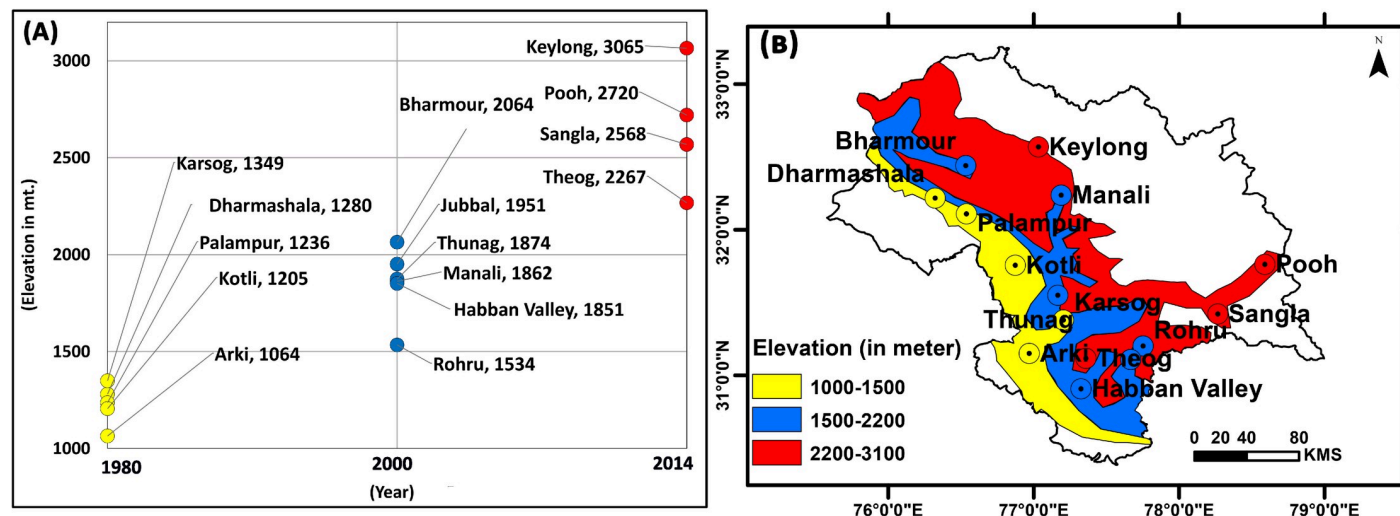 (A)
(Elevation in mt.)
3000
2500
2000
1500
1000
Keylong, 3065
Pooh, 2720
Sangla, 2568
Theog, 2267
Bharmour, 2064
Jubbal, 1951
Thunag, 1874
Manali, 1862
Habban Valley, 1851
Rohru, 1534
Karsog, 1349
Dharmashala, 1280
Palampur, 1236
Kotli, 1205
Arki, 1064
1980
2000
2014
(Year)
(B)
N
33°0'0"N
32°0'0"N
31°0'0"N
Bharmour
Keylong
Dharmashala
Manali
Palampur
Kotli
Pooh
Karsog
Sangla
Thunag
Rohru
Arki
Theog
Habban Valley
Elevation (in meter)
1000-1500
1500-2200
2200-3100
0 20 40 80
KMS
76°0'0"E
77°0'0"E
78°0'0"E
79°0'0"E